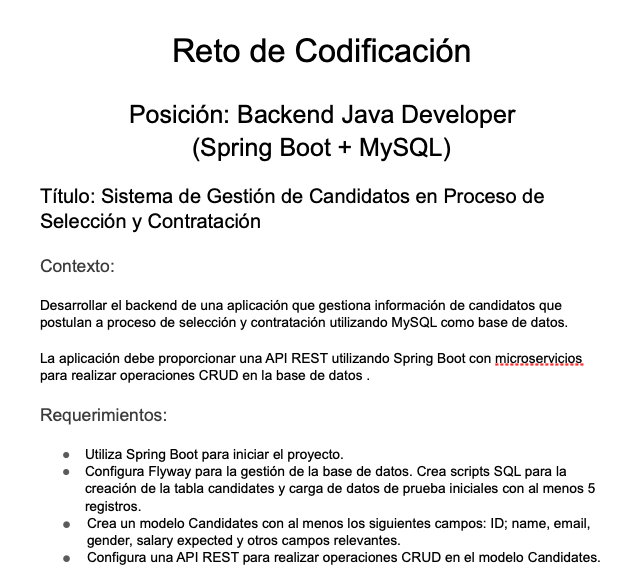 Reto de Codificación
Posición: Backend Java Developer
(Spring Boot + MySQL)
Título: Sistema de Gestión de Candidatos en Proceso de
Selección y Contratación
Contexto:
Desarrollar el backend de una aplicación que gestiona información de candidatos que
postulan a proceso de selección y contratación utilizando MySQL como base de datos.
La aplicación debe proporcionar una API REST utilizando Spring Boot con microservicios
para realizar operaciones CRUD en la base de datos .
Requerimientos:
● Utiliza Spring Boot para iniciar el proyecto.
● Configura Flyway para la gestión de la base de datos. Crea scripts SQL para la
creación de la tabla candidates y carga de datos de prueba iniciales con al menos 5
registros.
● Crea un modelo Candidates con al menos los siguientes campos: ID; name, email,
gender, salary expected y otros campos relevantes.
● Configura una API REST para realizar operaciones CRUD en el modelo Candidates.